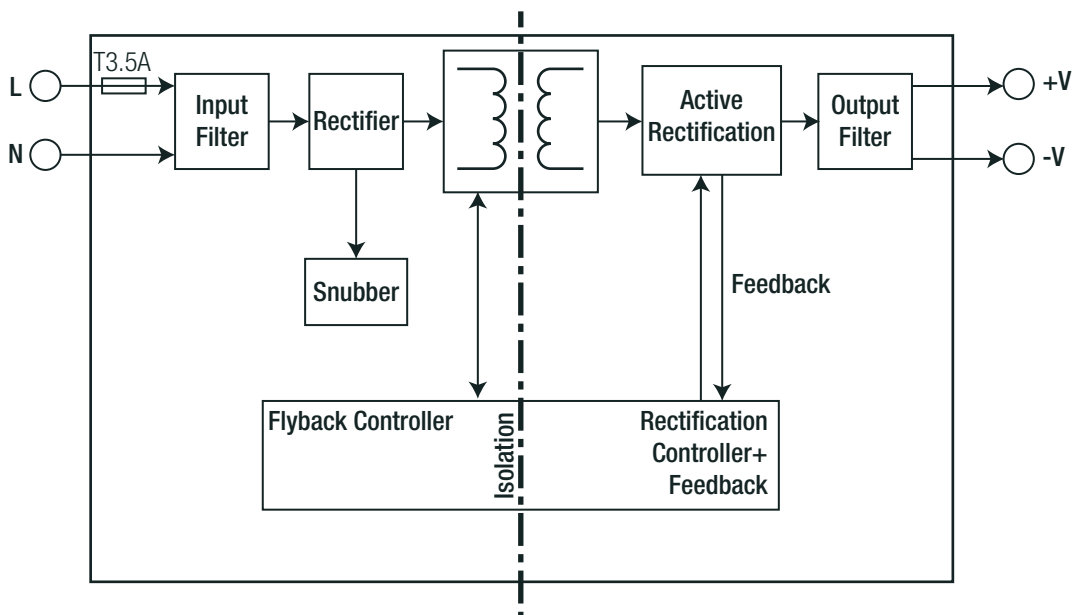 T3.5A
L
N
Input
Filter
Rectifier
Active
Rectification
Output
Filter
+V
-V
Snubber
Feedback
Flyback Controller
Isolation
Rectification
Controller+
Feedback